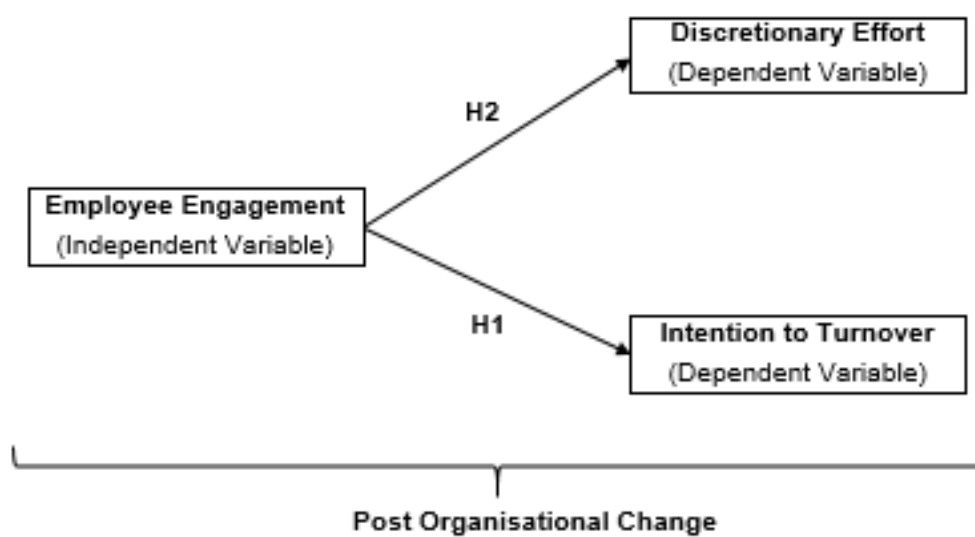 Discretionary Effort
(Dependent Variable)
H2
Employee Engagement
(Independent Variable)
H1
Intention to Turnover
(Dependent Variable)
Post Organisational Change